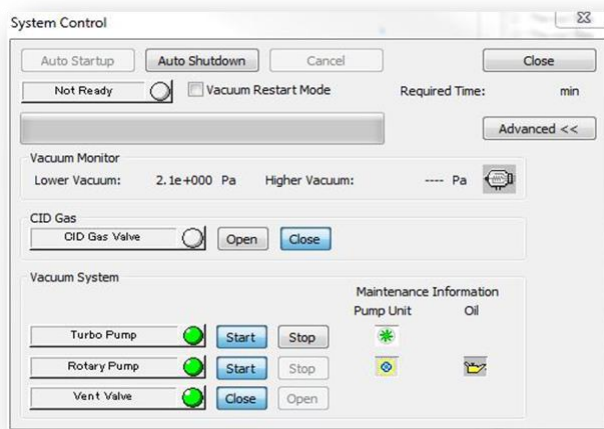 System Control
Auto Startup Auto Shutdown Cancel Close
Not Ready Vacuum Restart Mode Required Time: min
Advanced <<
Vacuum Monitor
Lower Vacuum: 2.1e+000 Pa Higher Vacuum: ---- Pa
CID Gas
CID Gas Valve Open Close
Vacuum System
Maintenance Information
Pump Unit Oil
Turbo Pump Start Stop
Rotary Pump Start Stop
Vent Valve Close Open